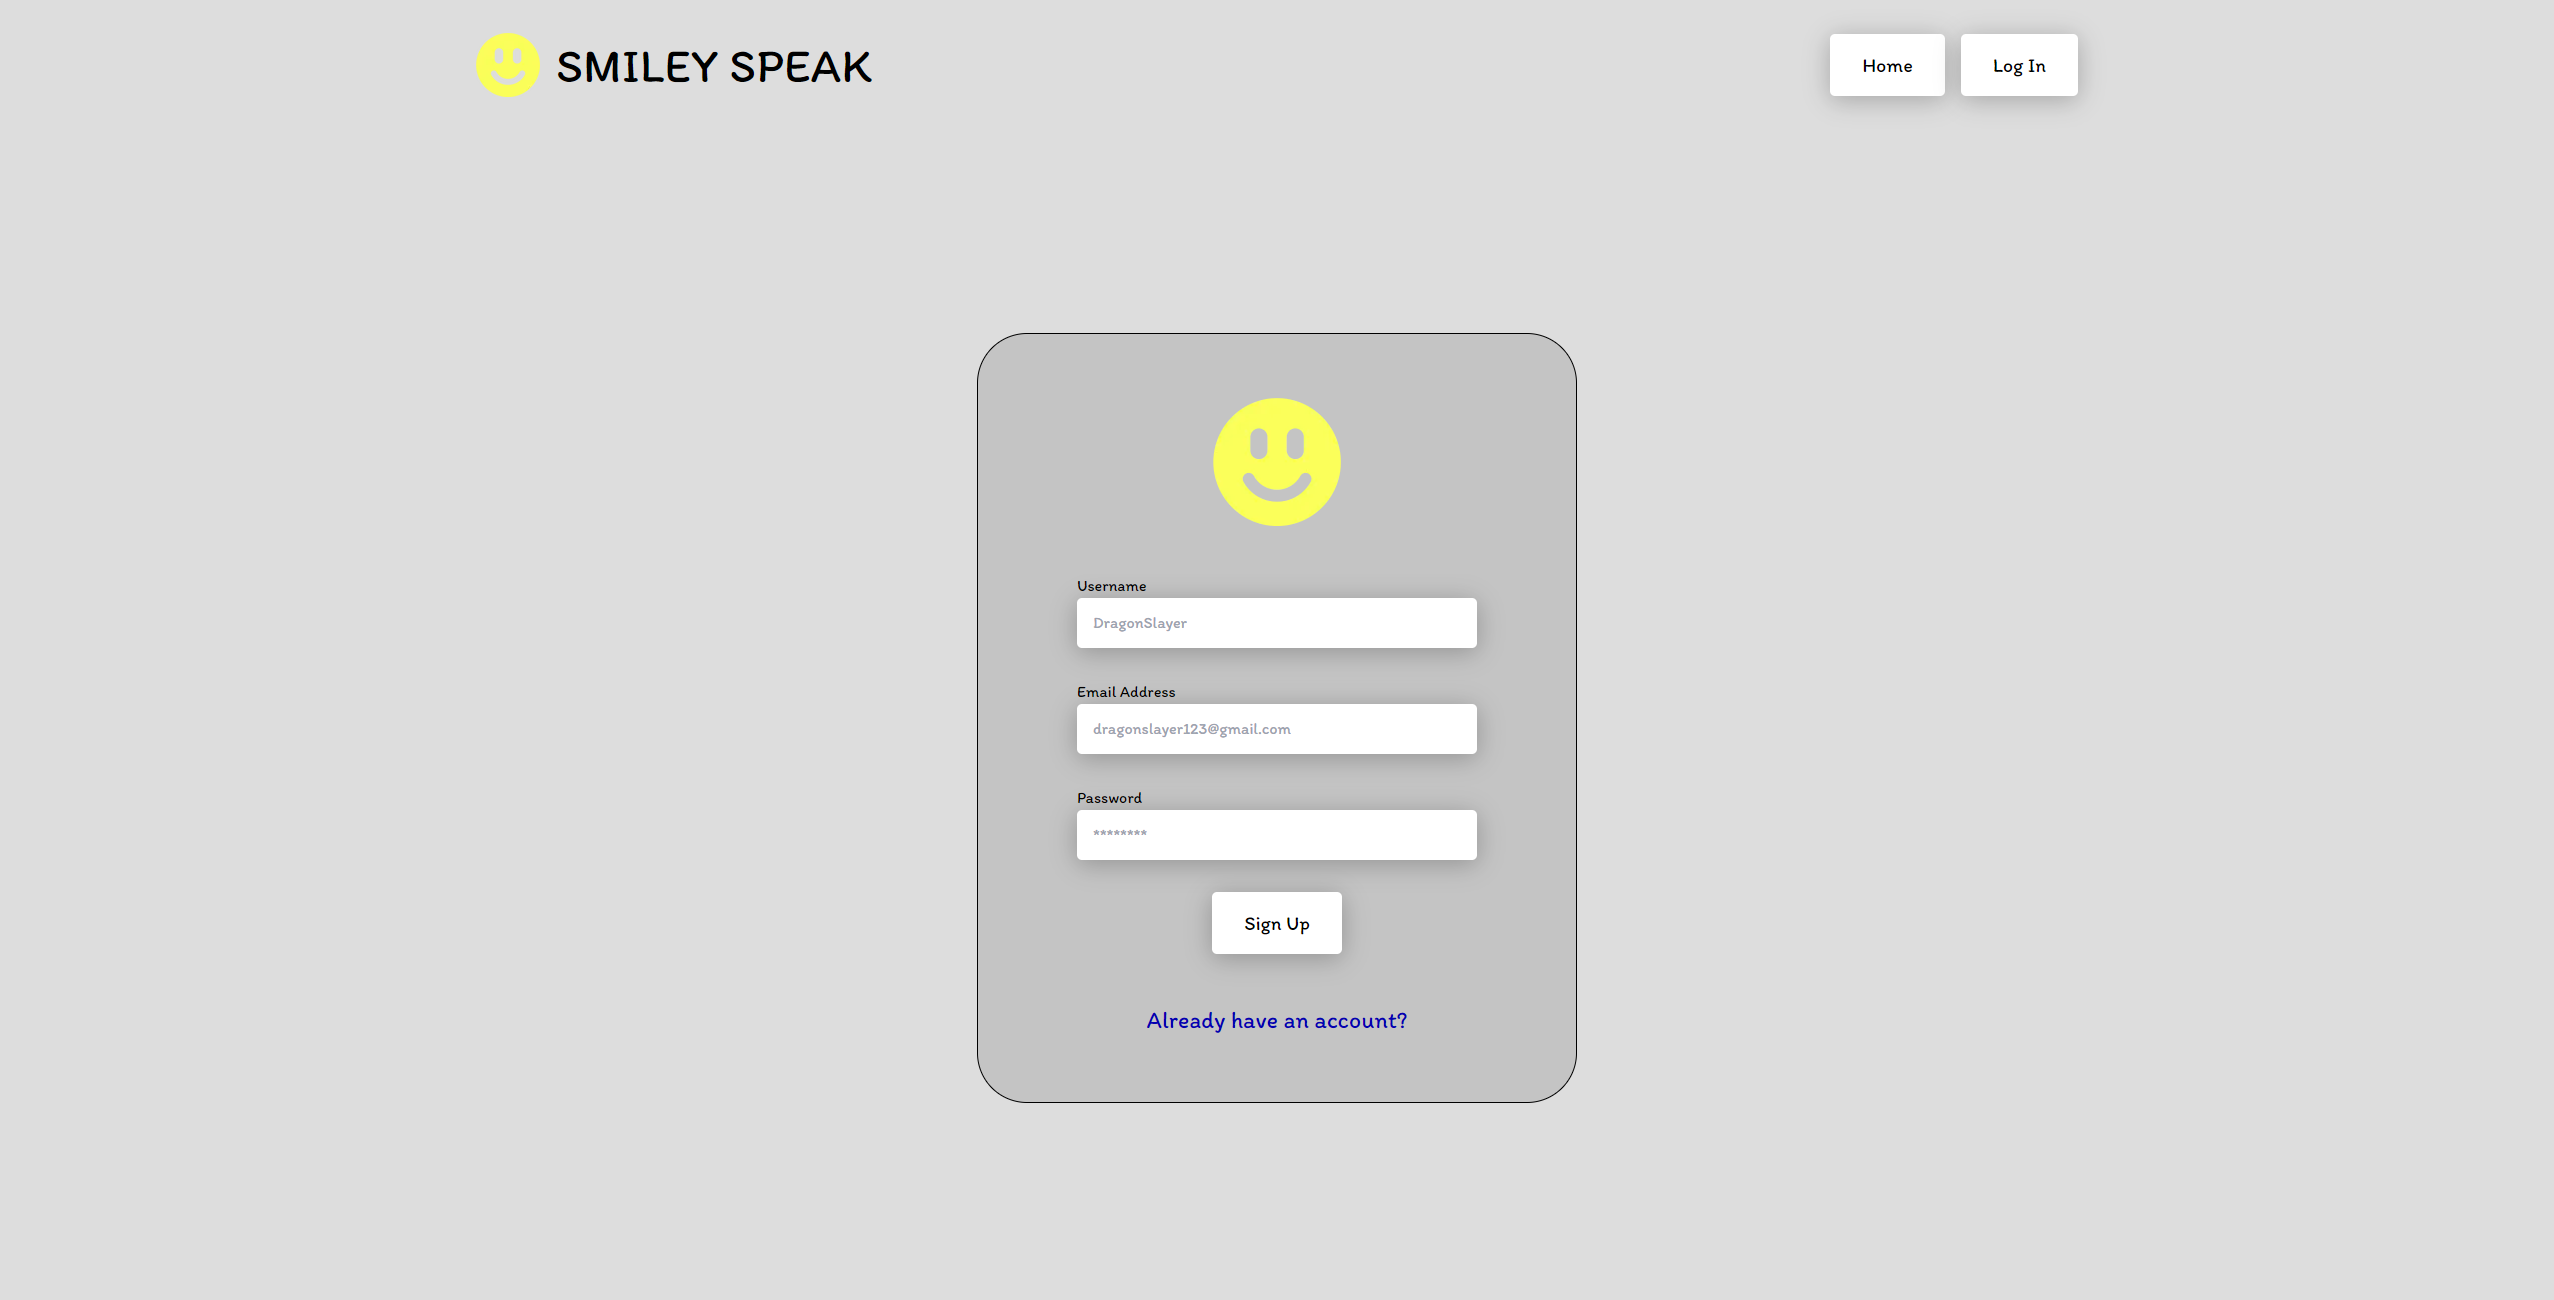 SMILEY SPEAK
Home
Log In
Username
DragonSlayer
Email Address
dragonslayer123@gmail.com
Password
********
Sign Up
Already have an account?